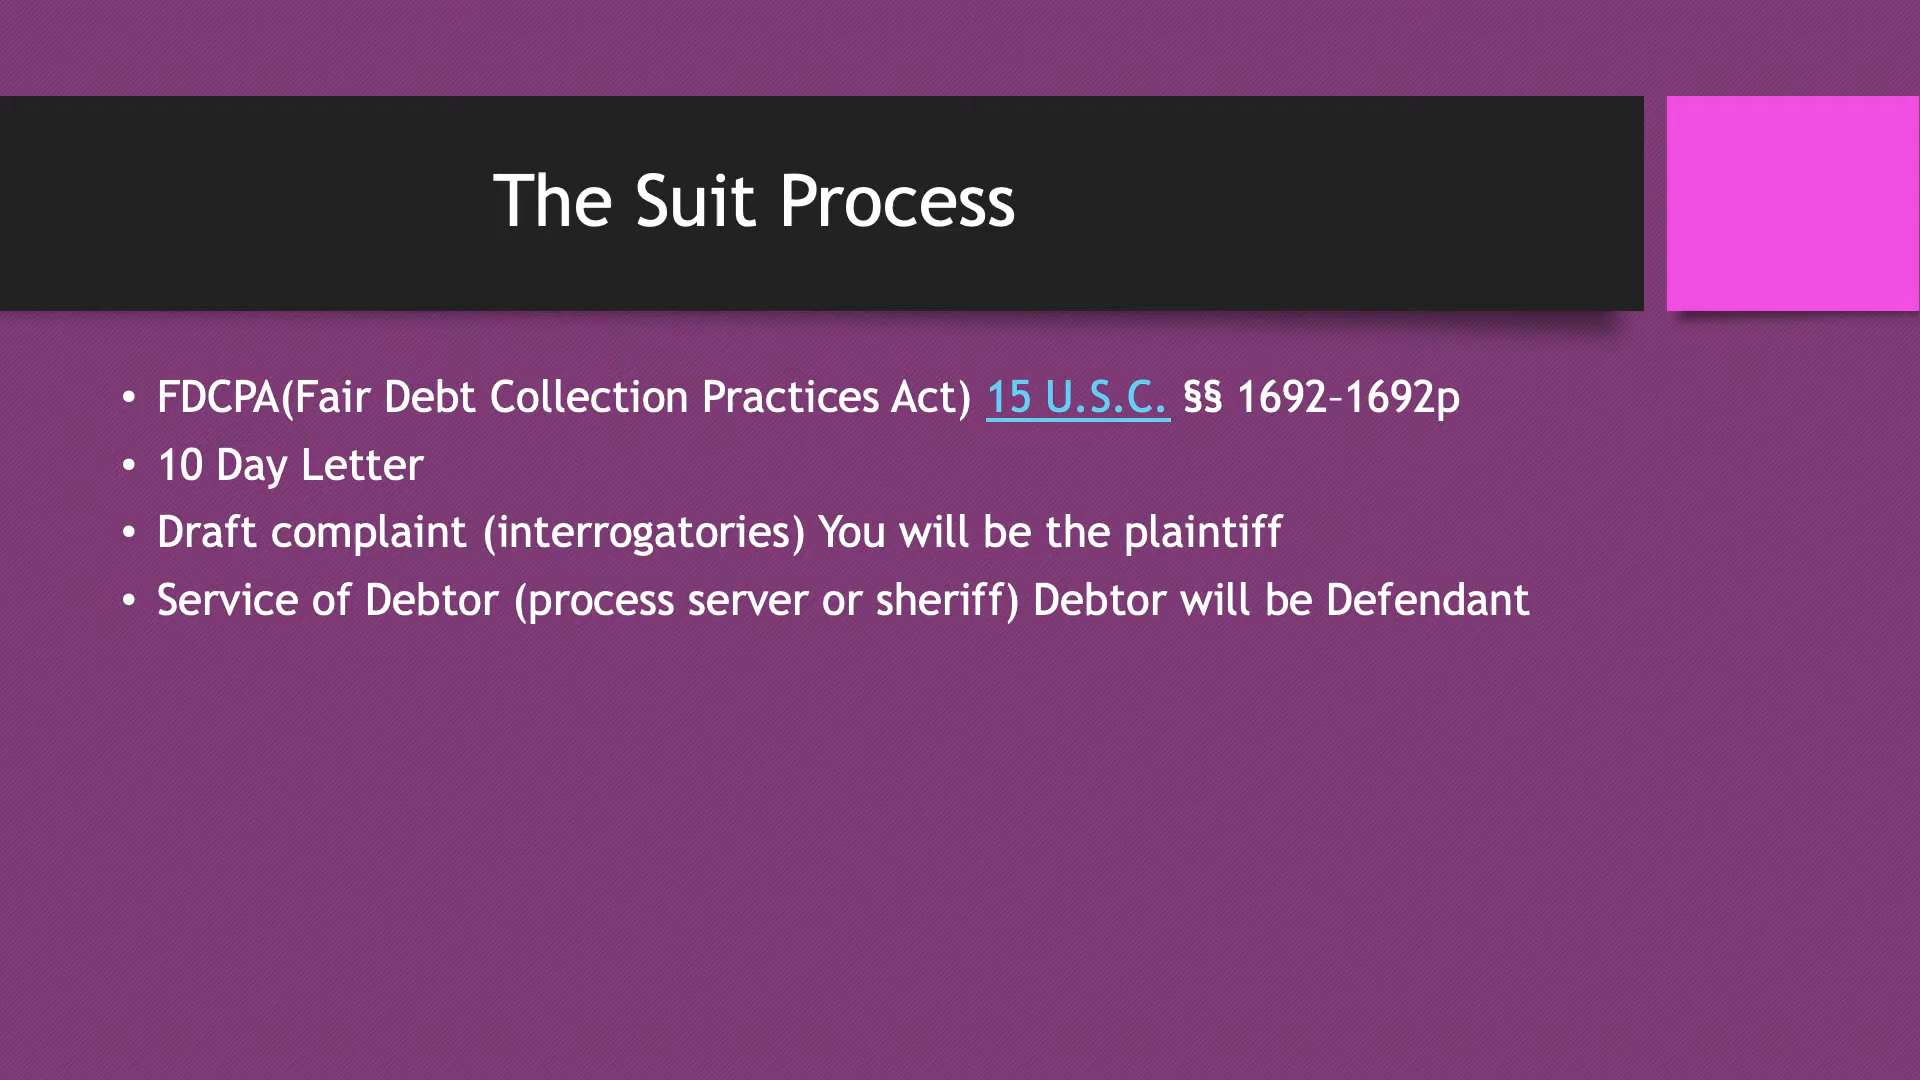 The Suit Process
• FDCPA(Fair Debt Collection Practices Act) 15 U.S.C. §§ 1692–1692p
• 10 Day Letter
• Draft complaint (interrogatories) You will be the plaintiff
• Service of Debtor (process server or sheriff) Debtor will be Defendant